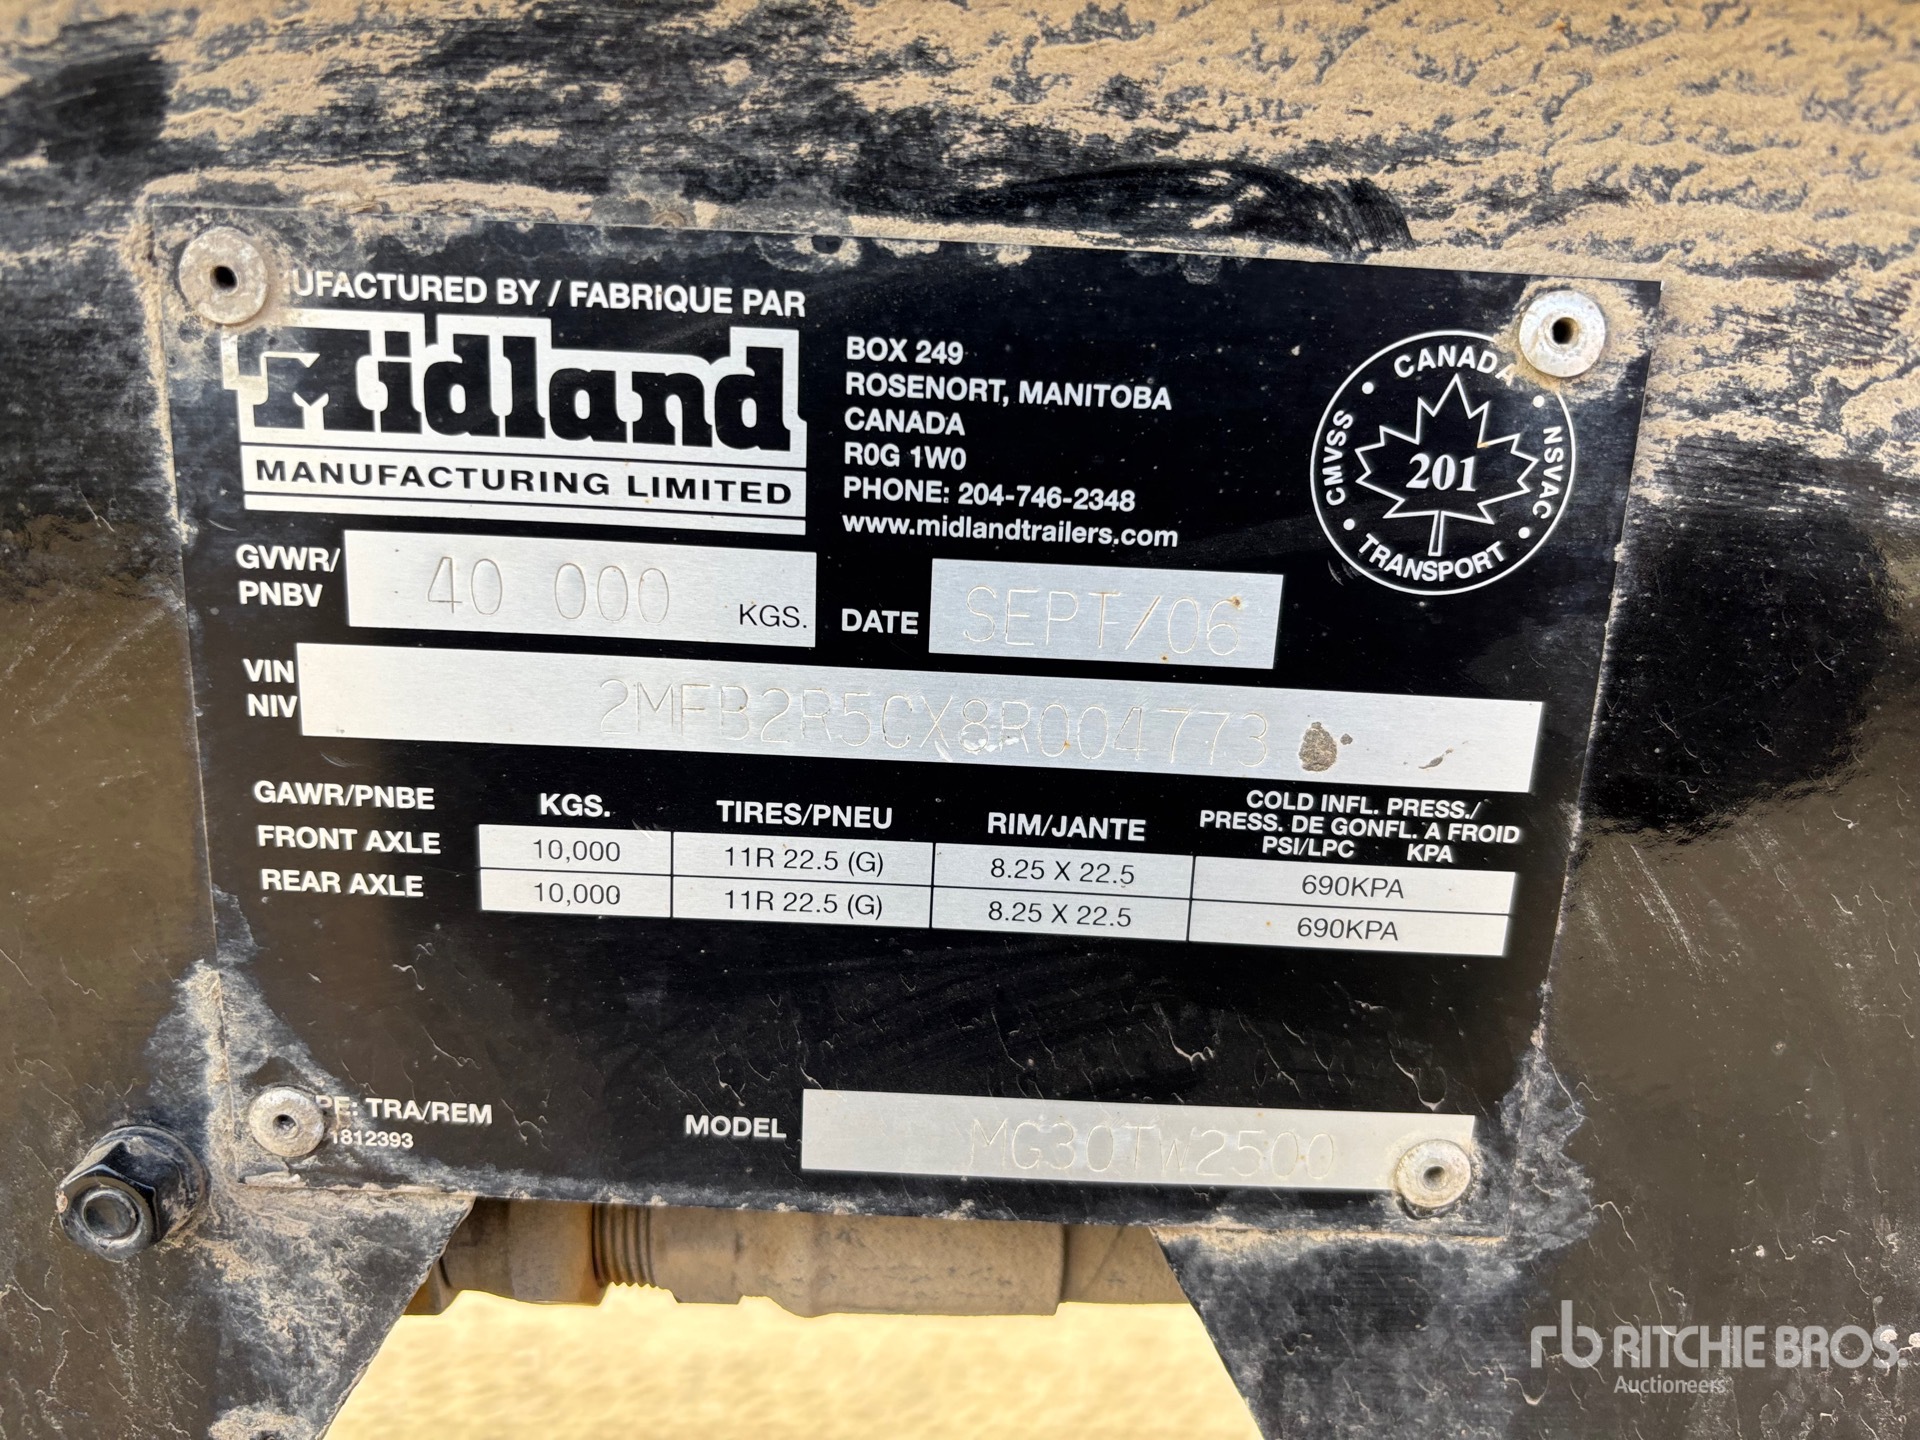 UFACTURED BY / FABRIQUE PAR
Midland
MANUFACTURING LIMITED
BOX 249
ROSENORT, MANITOBA
CANADA
R0G 1W0
PHONE: 204-746-2348
www.midlandtrailers.com
CANADA
CMVSS
201
NSVAC
TRANSPORT
GVWR/
PNBV
40 000 KGS.
DATE SEPT/06
VIN
NIV
2MFB2R5CX8R004773
GAWR/PNBE KGS. TIRES/PNEU RIM/JANTE COLD INFL. PRESS./
PRESS. DE GONFL. A FROID
PSI/LPC KPA
FRONT AXLE 10,000 11R 22.5 (G) 8.25 X 22.5 690KPA
REAR AXLE 10,000 11R 22.5 (G) 8.25 X 22.5 690KPA
PE: TRA/REM
1812393
MODEL MG30TW2500
rb RITCHIE BROS.
Auctioneers